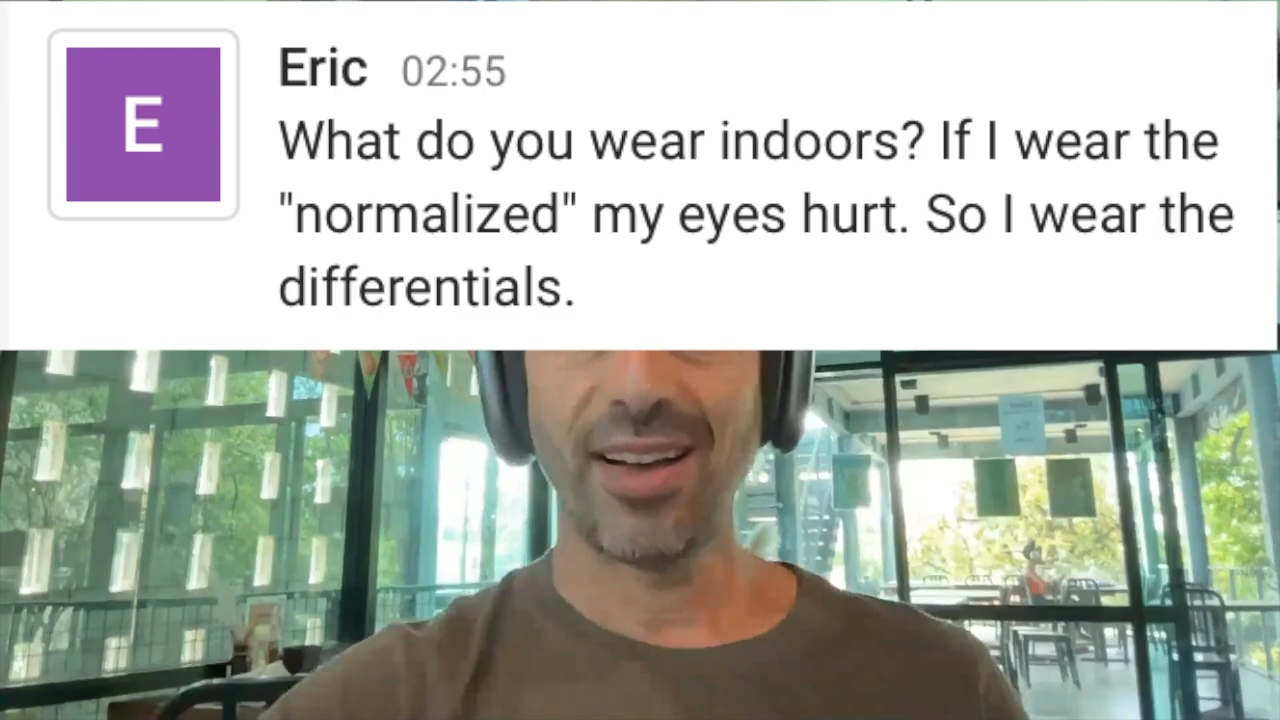 E
Eric 02:55
What do you wear indoors? If I wear the
"normalized" my eyes hurt. So I wear the
differentials.